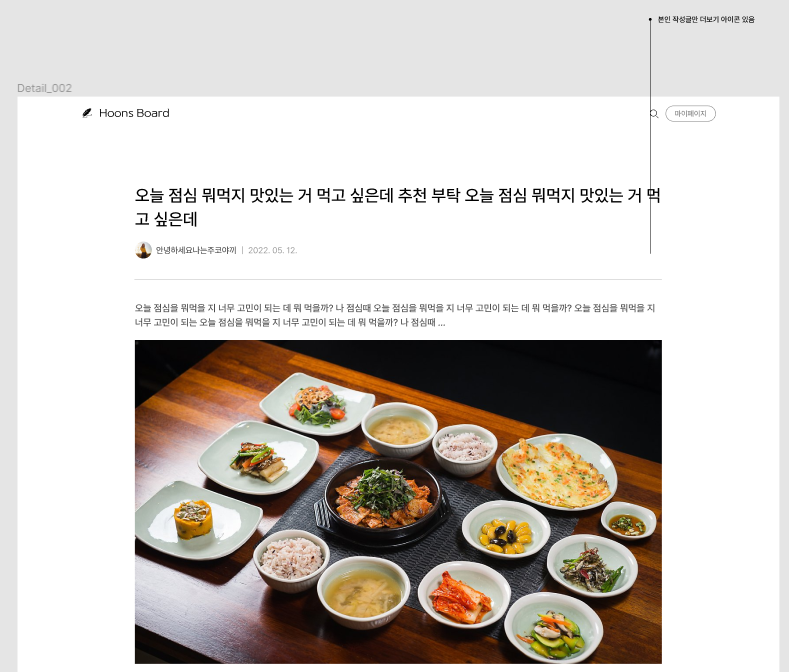 본인 작성글만 더보기 아이콘 있음
Detail_002
Hoons Board
마이페이지
오늘 점심 뭐먹지 맛있는 거 먹고 싶은데 추천 부탁 오늘 점심 뭐먹지 맛있는 거 먹
고 싶은데
안녕하세요나는주코야끼 | 2022. 05. 12.
오늘 점심을 뭐먹을 지 너무 고민이 되는 데 뭐 먹을까? 나 점심때 오늘 점심을 뭐먹을 지 너무 고민이 되는 데 뭐 먹을까? 오늘 점심을 뭐먹을 지
너무 고민이 되는 오늘 점심을 뭐먹을 지 너무 고민이 되는 데 뭐 먹을까? 나 점심때 ...